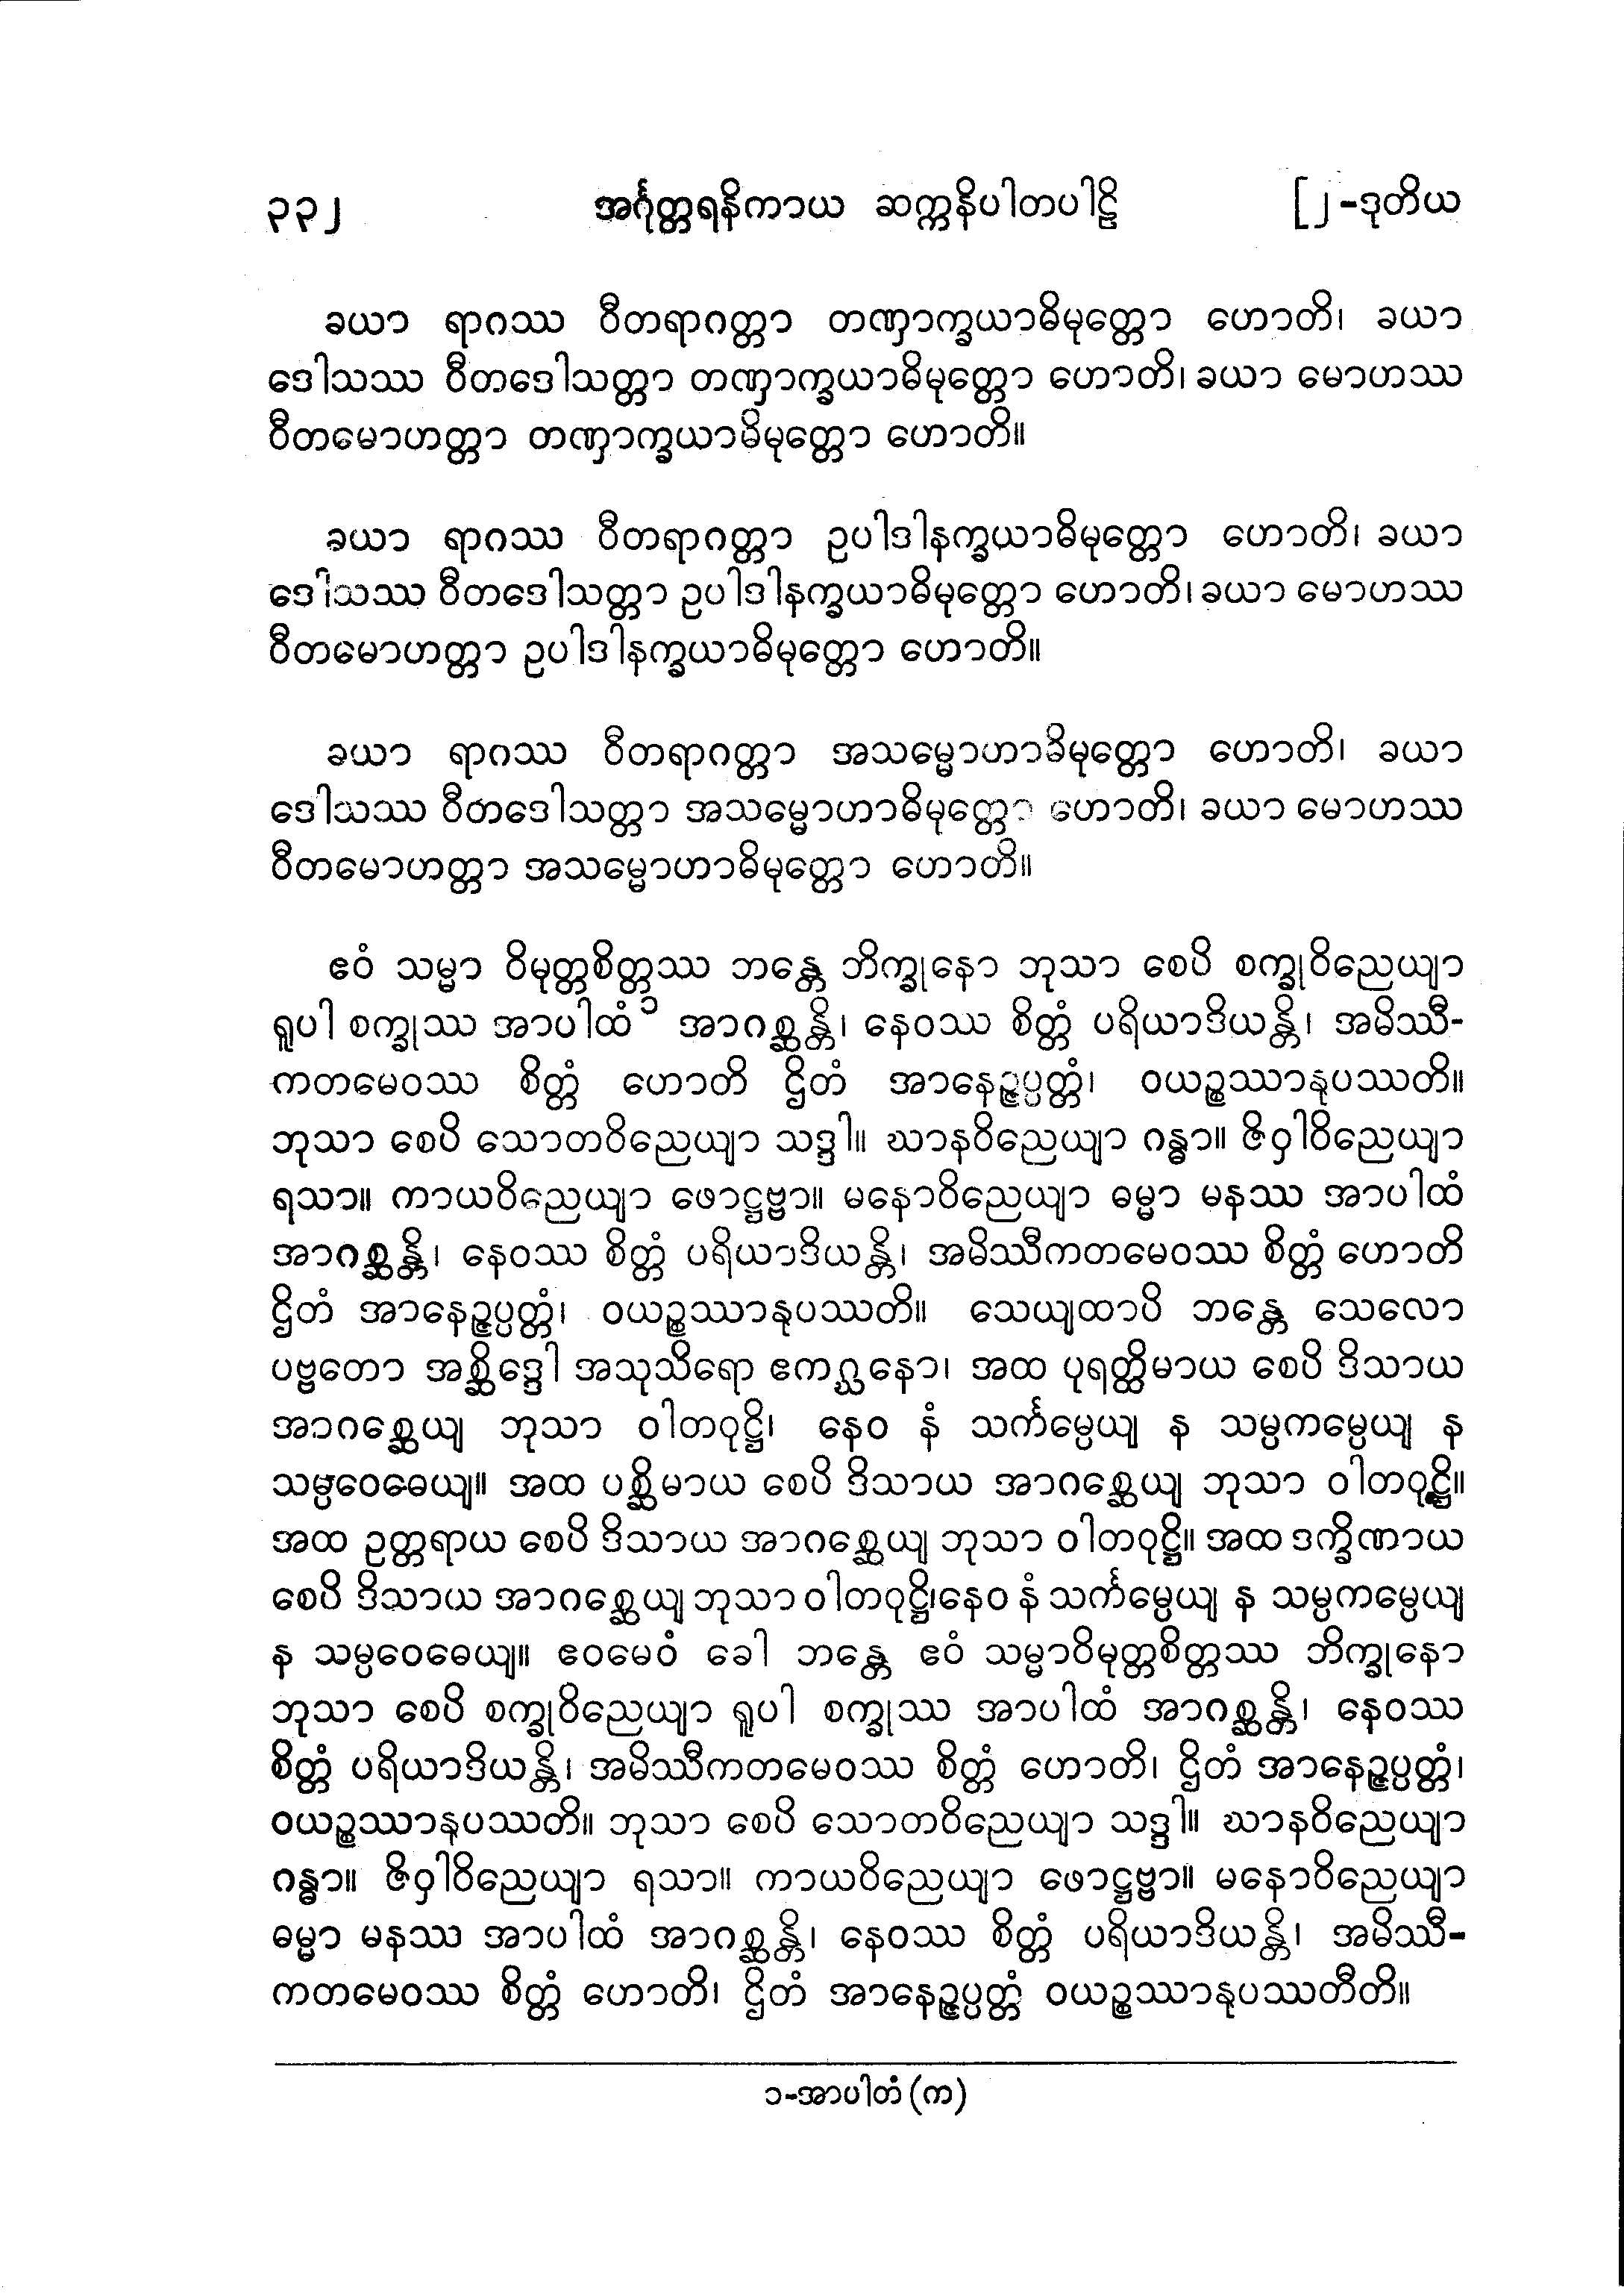 ၃၃၂ အင်္ဂုတ္တရနိကာယ ဆက္ကနိပါတပါဠိ [၂-ဒုတိယ
ခယာ ရာဂဿ ဝီတရာဂတ္တာ တဏှာက္ခယာဓိမုတ္တော ဟောတိ၊ ခယာ
ဒေါသဿ ဝီတဒေါသတ္တာ တဏှာက္ခယာဓိမုတ္တော ဟောတိ၊ ခယာ မောဟဿ
ဝီတမောဟတ္တာ တဏှာက္ခယာဓိမုတ္တော ဟောတိ။
ခယာ ရာဂဿ ဝီတရာဂတ္တာ ဥပါဒါနက္ခယာဓိမုတ္တော ဟောတိ၊ ခယာ
ဒေါသဿ ဝီတဒေါသတ္တာ ဥပါဒါနက္ခယာဓိမုတ္တော ဟောတိ၊ ခယာ မောဟဿ
ဝီတမောဟတ္တာ ဥပါဒါနက္ခယာဓိမုတ္တော ဟောတိ။
ခယာ ရာဂဿ ဝီတရာဂတ္တာ အသမ္မောဟာဓိမုတ္တော ဟောတိ၊ ခယာ
ဒေါသဿ ဝီတဒေါသတ္တာ အသမ္မောဟာဓိမုတ္တော ဟောတိ၊ ခယာ မောဟဿ
ဝီတမောဟတ္တာ အသမ္မောဟာဓိမုတ္တော ဟောတိ။
ဧဝံ သမ္မာ ဝိမုတ္တစိတ္တဿ ဘန္တေ ဘိက္ခုနော ဘုသာ စေပိ စက္ခုဝိညေယျာ
ရူပါ စက္ခုဿ အာပါထံ၁ အာဂစ္ဆန္တိ၊ နေဝဿ စိတ္တံ ပရိယာဒိယန္တိ၊ အမိဿီ-
ကတမေဝဿ စိတ္တံ ဟောတိ ဌိတံ အာနေဉ္ဇပ္ပတ္တံ၊ ဝယဉ္စဿာနုပဿတိ။
ဘုသာ စေပိ သောတဝိညေယျာ သဒ္ဒါ။ ဃာနဝိညေယျာ ဂန္ဓာ။ ဇိဝှါဝိညေယျာ
ရသာ။ ကာယဝိညေယျာ ဖောဋ္ဌဗ္ဗာ။ မနောဝိညေယျာ ဓမ္မာ မနဿ အာပါထံ
အာဂစ္ဆန္တိ၊ နေဝဿ စိတ္တံ ပရိယာဒိယန္တိ၊ အမိဿီကတမေဝဿ စိတ္တံ ဟောတိ
ဌိတံ အာနေဉ္ဇပ္ပတ္တံ၊ ဝယဉ္စဿာနုပဿတိ။ သေယျထာပိ ဘန္တေ သေလော
ပဗ္ဗတော အစ္ဆိဒ္ဒေါ အသုသိရော ဧကဂ္ဃနော၊ အထ ပုရတ္ထိမာယ စေပိ ဒိသာယ
အာဂစ္ဆေယျ ဘုသာ ဝါတဝုဋ္ဌိ၊ နေဝ နံ သင်္ကမ္ပေယျ န သမ္ပကမ္ပေယျ န
သမ္ပဝေဓေယျ။ အထ ပစ္ဆိမာယ စေပိ ဒိသာယ အာဂစ္ဆေယျ ဘုသာ ဝါတဝုဋ္ဌိ။
အထ ဥတ္တရာယ စေပိ ဒိသာယ အာဂစ္ဆေယျ ဘုသာ ဝါတဝုဋ္ဌိ။ အထ ဒက္ခိဏာယ
စေပိ ဒိသာယ အာဂစ္ဆေယျ ဘုသာ ဝါတဝုဋ္ဌိ၊နေဝ နံ သင်္ကမ္ပေယျ န သမ္ပကမ္ပေယျ
န သမ္ပဝေဓေယျ။ ဧဝမေဝံ ခေါ ဘန္တေ ဧဝံ သမ္မာဝိမုတ္တစိတ္တဿ ဘိက္ခုနော
ဘုသာ စေပိ စက္ခုဝိညေယျာ ရူပါ စက္ခုဿ အာပါထံ အာဂစ္ဆန္တိ၊ နေဝဿ
စိတ္တံ ပရိယာဒိယန္တိ၊ အမိဿီကတမေဝဿ စိတ္တံ ဟောတိ၊ ဌိတံ အာနေဉ္ဇပ္ပတ္တံ၊
ဝယဉ္စဿာနုပဿတိ။ ဘုသာ စေပိ သောတဝိညေယျာ သဒ္ဒါ။ ဃာနဝိညေယျာ
ဂန္ဓာ။ ဇိဝှါဝိညေယျာ ရသာ။ ကာယဝိညေယျာ ဖောဋ္ဌဗ္ဗာ။ မနောဝိညေယျာ
ဓမ္မာ မနဿ အာပါထံ အာဂစ္ဆန္တိ၊ နေဝဿ စိတ္တံ ပရိယာဒိယန္တိ၊ အမိဿီ-
ကတမေဝဿ စိတ္တံ ဟောတိ၊ ဌိတံ အာနေဉ္ဇပ္ပတ္တံ ဝယဉ္စဿာနုပဿတီတိ။
၁-အာပါတံ (က)